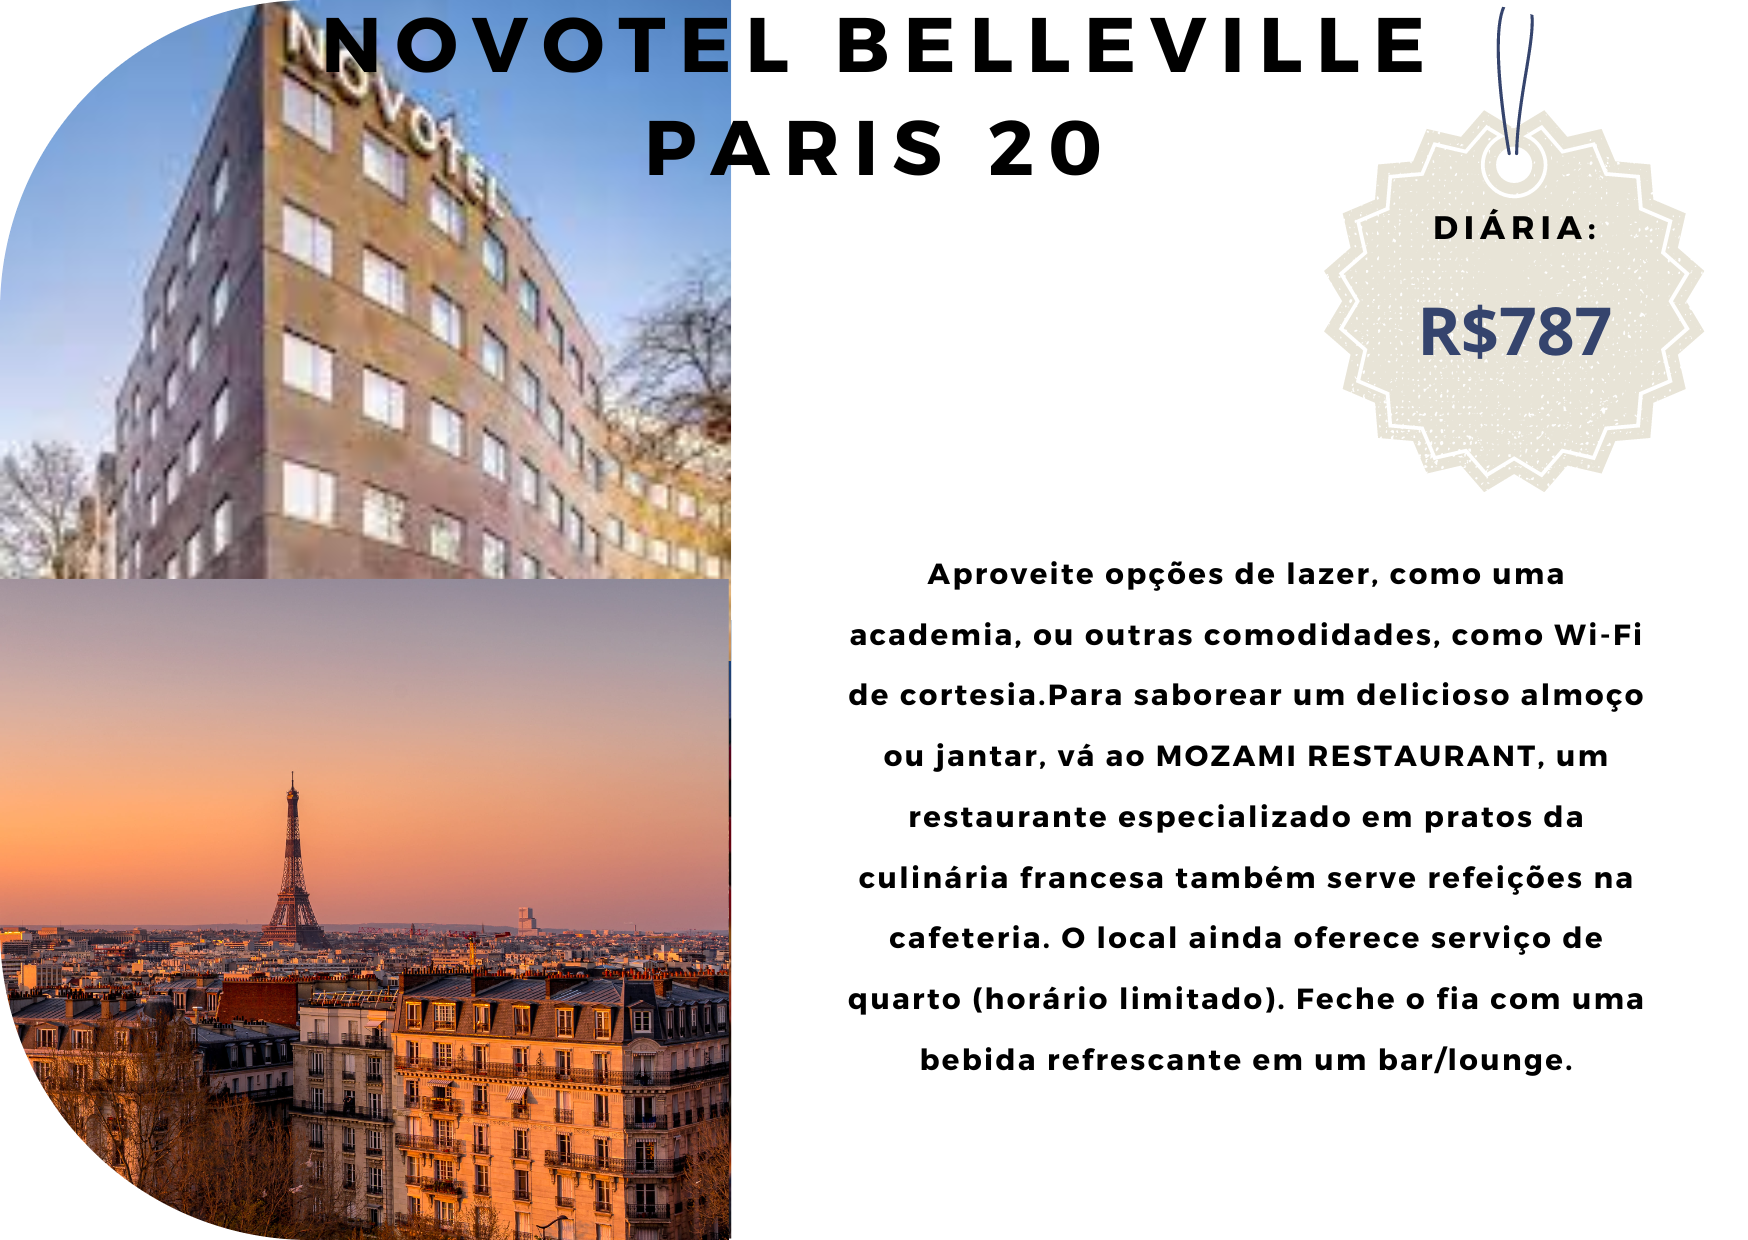 NOVOTEL BELLEVILLE
PARIS 20
NOVOTEL
DIÁRIA:
R$787
Aproveite opções de lazer, como uma
academia, ou outras comodidades, como Wi-Fi
de cortesia.Para saborear um delicioso almoço
ou jantar, vá ao MOZAMI RESTAURANT, um
restaurante especializado em pratos da
culinária francesa também serve refeições na
cafeteria. O local ainda oferece serviço de
quarto (horário limitado). Feche o fia com uma
bebida refrescante em um bar/lounge.